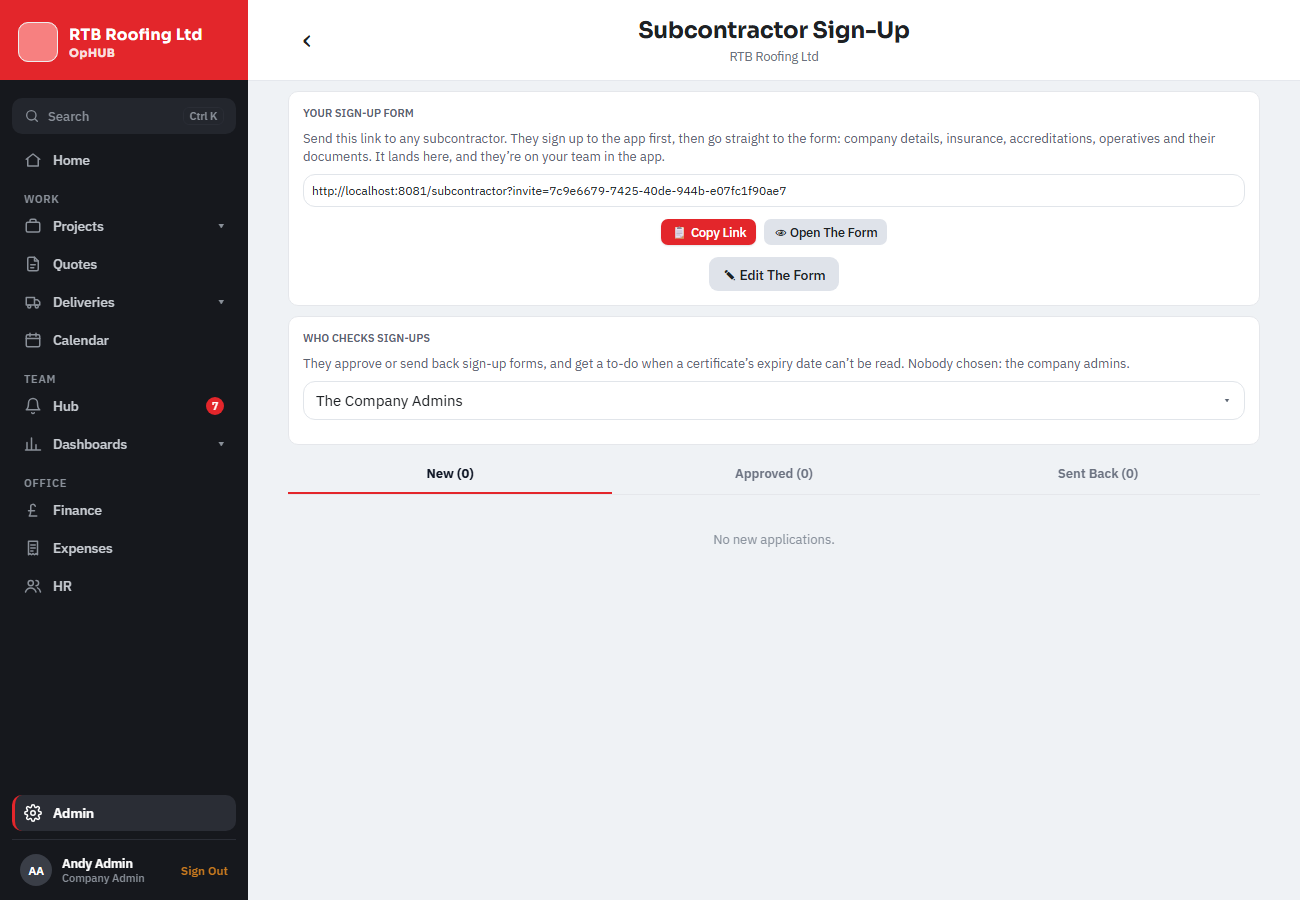 RTB Roofing Ltd
OpHUB
Search
Ctrl K
Home
WORK
Projects
Quotes
Deliveries
Calendar
TEAM
Hub
7
Dashboards
OFFICE
Finance
Expenses
HR
Admin
AA
Andy Admin
Company Admin
Sign Out
Subcontractor Sign-Up
RTB Roofing Ltd
YOUR SIGN-UP FORM
Send this link to any subcontractor. They sign up to the app first, then go straight to the form: company details, insurance, accreditations, operatives and their
documents. It lands here, and they’re on your team in the app.
http://localhost:8081/subcontractor?invite=7c9e6679-7425-40de-944b-e07fc1f90ae7
Copy Link
Open The Form
Edit The Form
WHO CHECKS SIGN-UPS
They approve or send back sign-up forms, and get a to-do when a certificate’s expiry date can’t be read. Nobody chosen: the company admins.
The Company Admins
New (0)
Approved (0)
Sent Back (0)
No new applications.